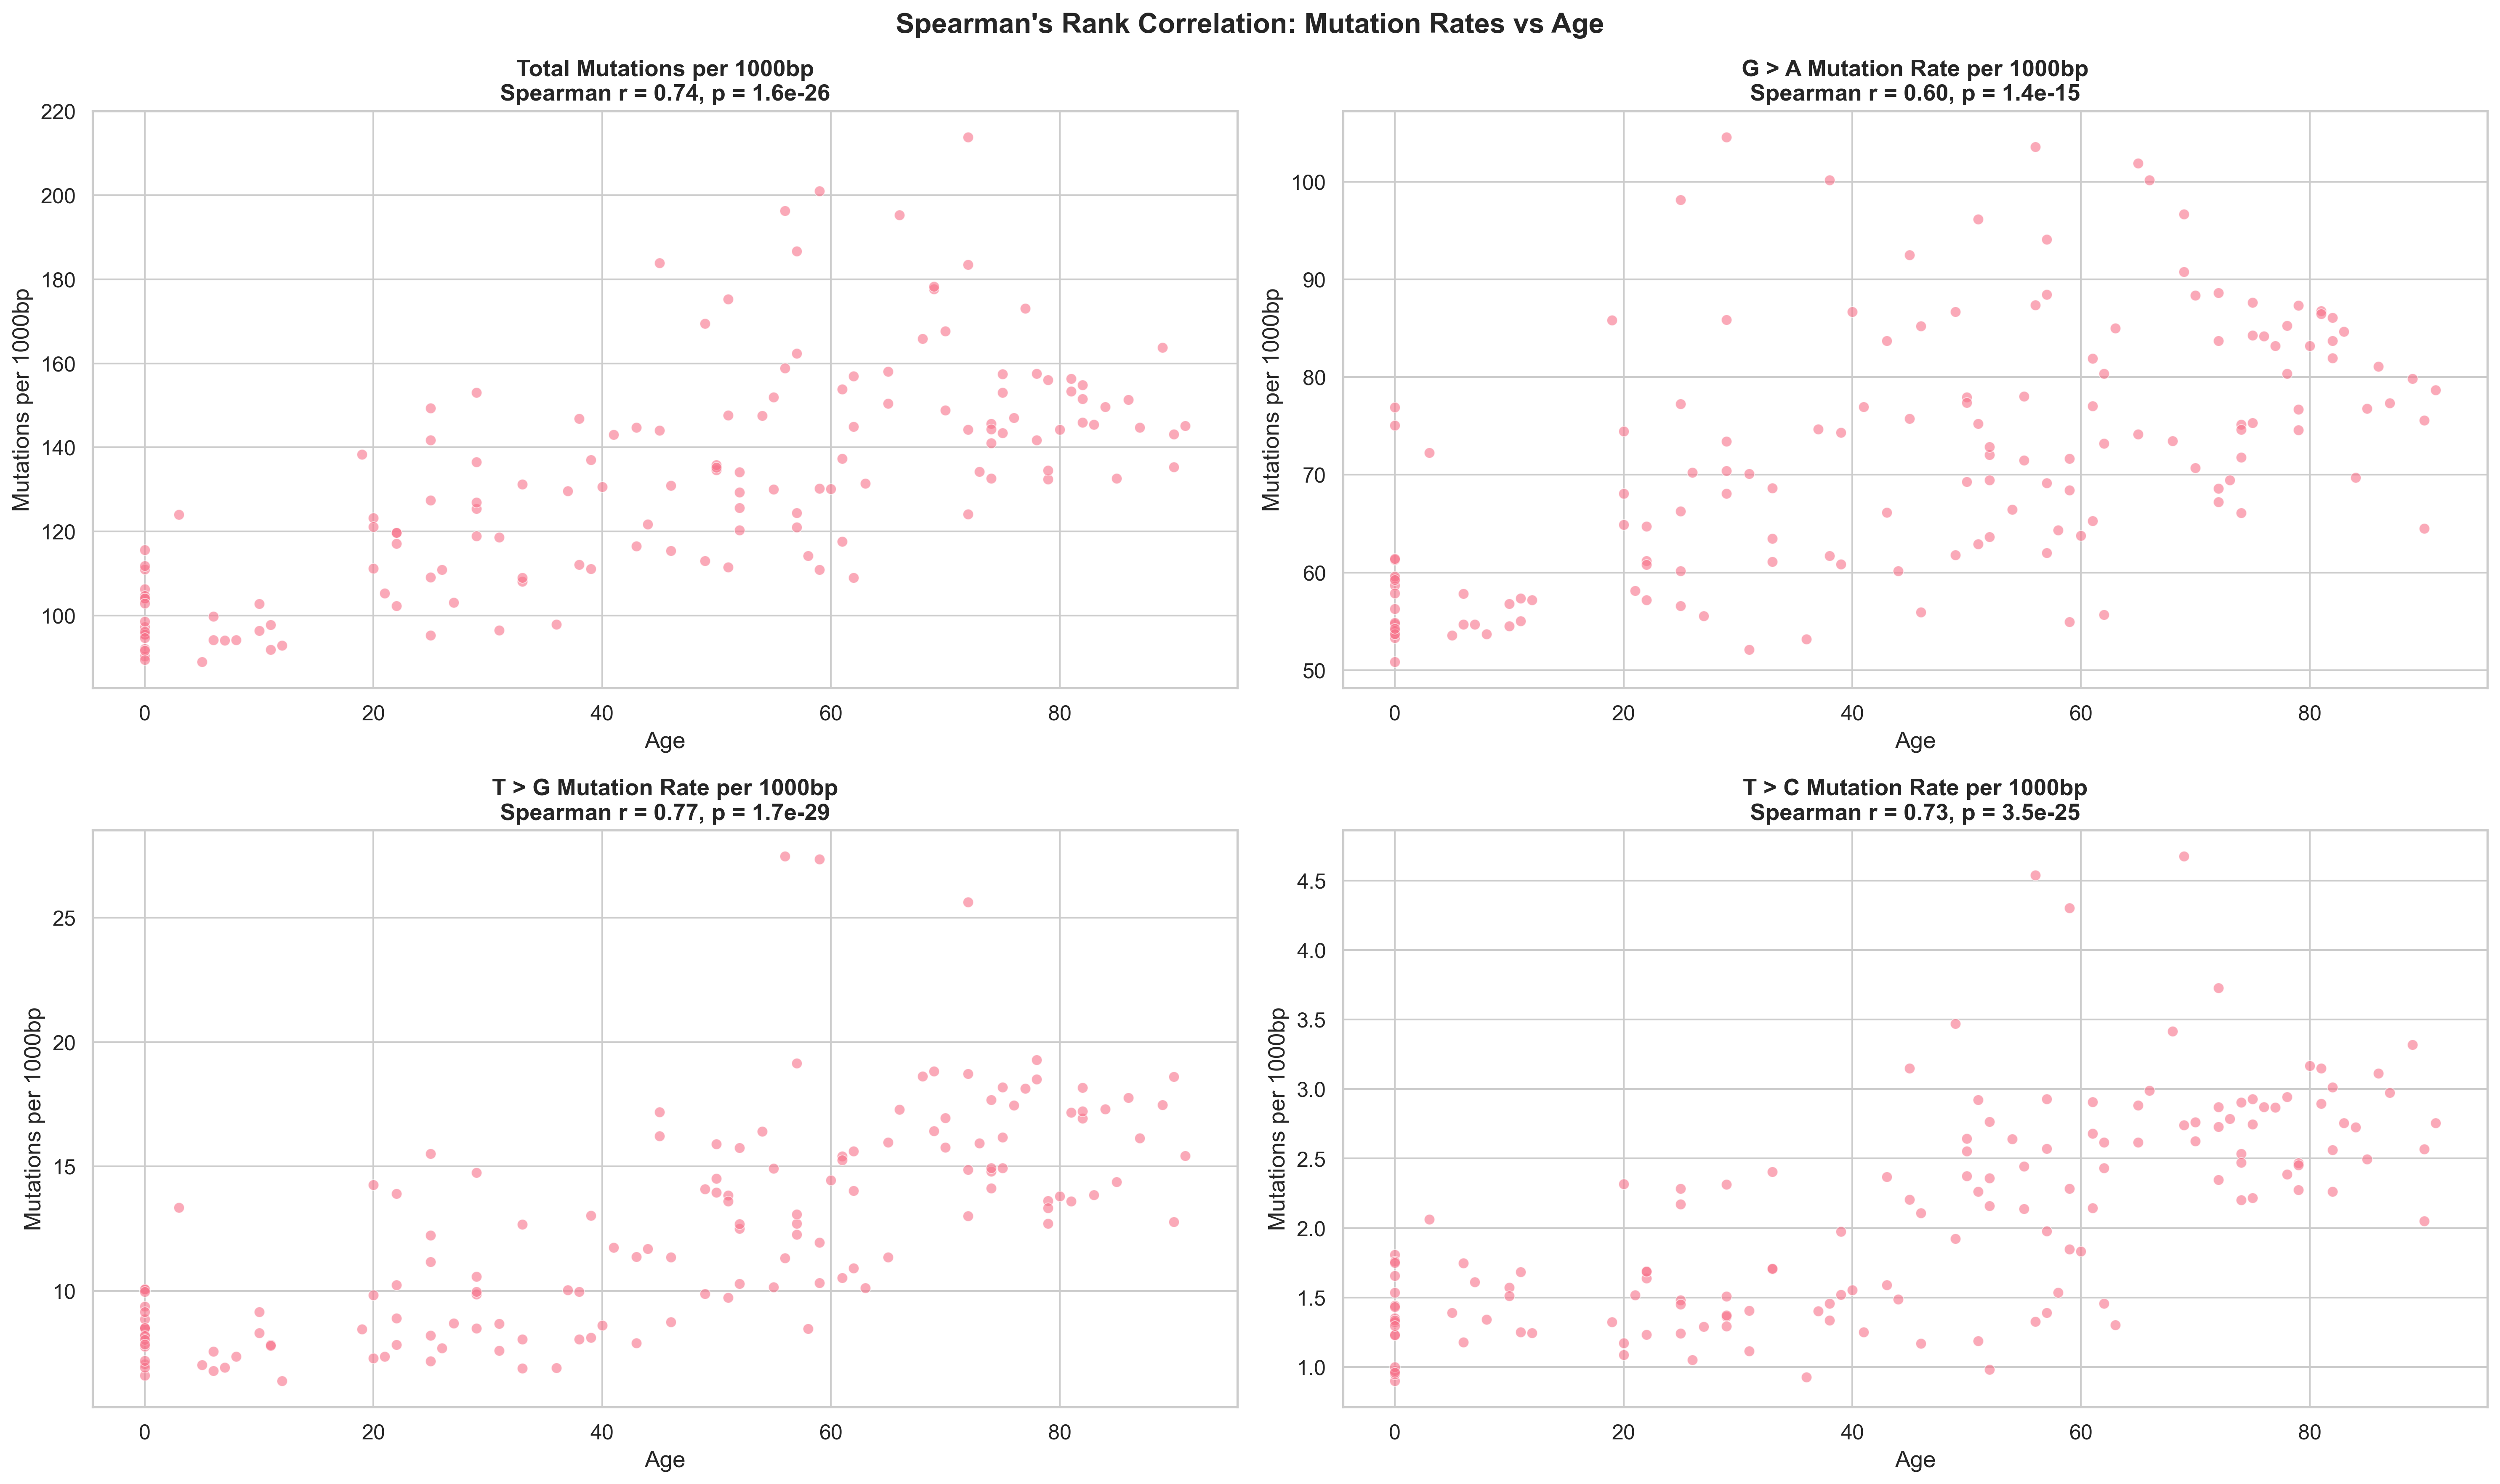 Spearman's Rank Correlation: Mutation Rates vs Age
Total Mutations per 1000bp
Spearman r = 0.74, p = 1.6e-26
220
200
180
160
140
120
100
Mutations per 1000bp
0 20 40 60 80
Age
G > A Mutation Rate per 1000bp
Spearman r = 0.60, p = 1.4e-15
100
90
80
70
60
50
Mutations per 1000bp
0 20 40 60 80
Age
T > G Mutation Rate per 1000bp
Spearman r = 0.77, p = 1.7e-29
25
20
15
10
Mutations per 1000bp
0 20 40 60 80
Age
T > C Mutation Rate per 1000bp
Spearman r = 0.73, p = 3.5e-25
4.5
4.0
3.5
3.0
2.5
2.0
1.5
1.0
Mutations per 1000bp
0 20 40 60 80
Age